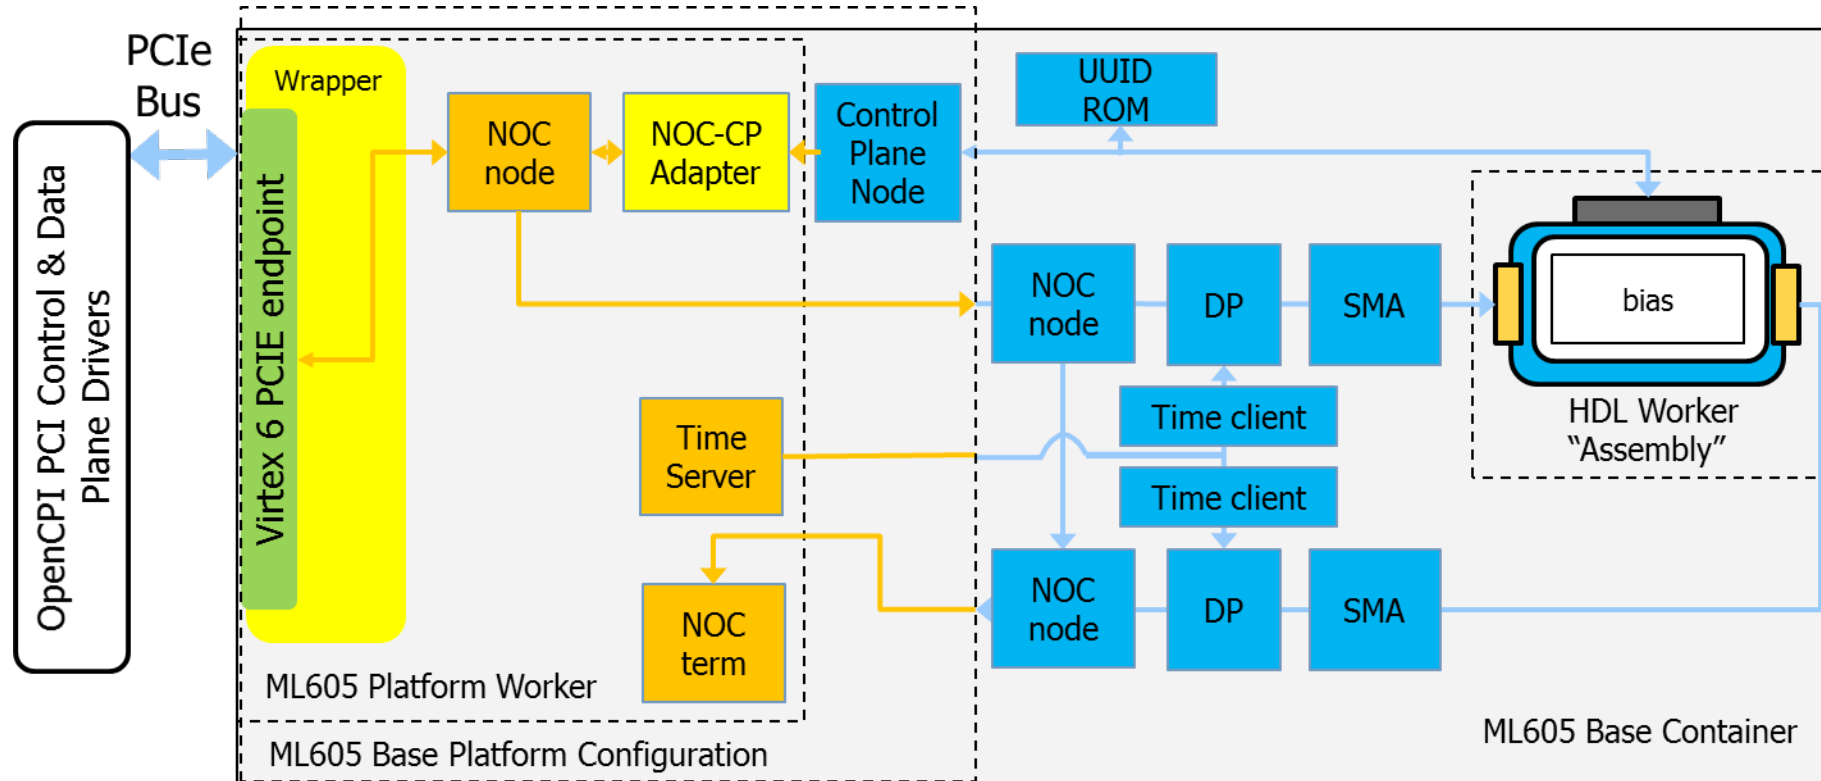 PCIe
Bus
OpenCPI PCI Control & Data
Plane Drivers
Wrapper
Virtex 6 PCIE endpoint
NOC
node
NOC-CP
Adapter
Control
Plane
Node
UUID
ROM
NOC
node
DP
SMA
bias
HDL Worker
“Assembly”
Time client
Time
Server
Time client
NOC
node
DP
SMA
NOC
term
ML605 Platform Worker
ML605 Base Platform Configuration
ML605 Base Container